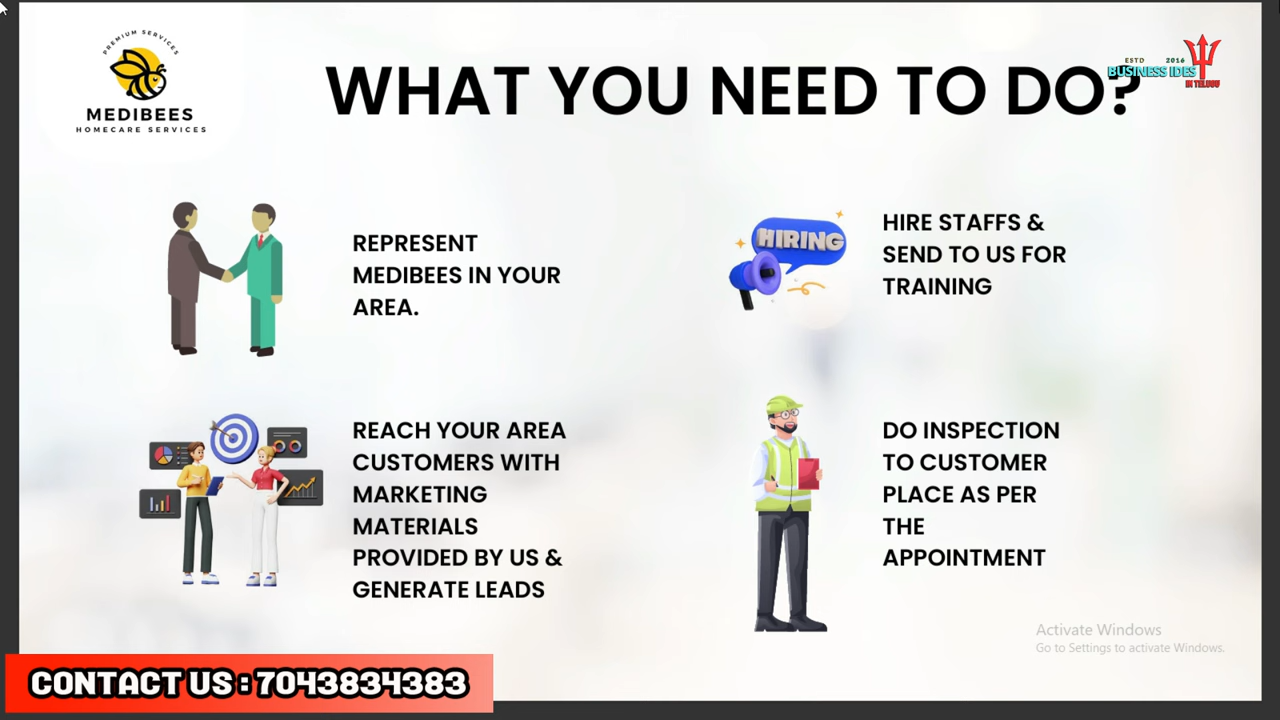 PREMIUM SERVICES
MEDIBEES
HOMECARE SERVICES
WHAT YOU NEED TO DO?
ESTD 2016
BUSINESS IDES
IN TELUGU
REPRESENT
MEDIBEES IN YOUR
AREA.
HIRING
HIRE STAFFS &
SEND TO US FOR
TRAINING
REACH YOUR AREA
CUSTOMERS WITH
MARKETING
MATERIALS
PROVIDED BY US &
GENERATE LEADS
DO INSPECTION
TO CUSTOMER
PLACE AS PER
THE
APPOINTMENT
Activate Windows
Go to Settings to activate Windows.
CONTACT US : 7043834383